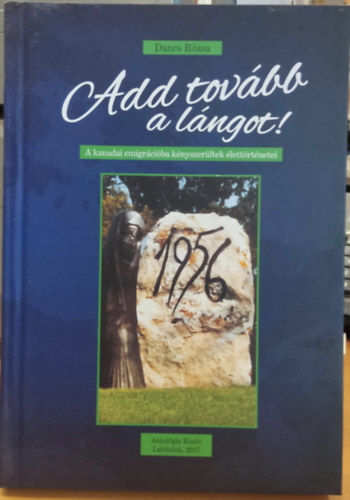 Dancs Rózsa
Add tovább
a lángot!
A kanadai emigrációba kényszerültek élettörténetei
1956
Antológia Kiadó
Lakitelek, 2017